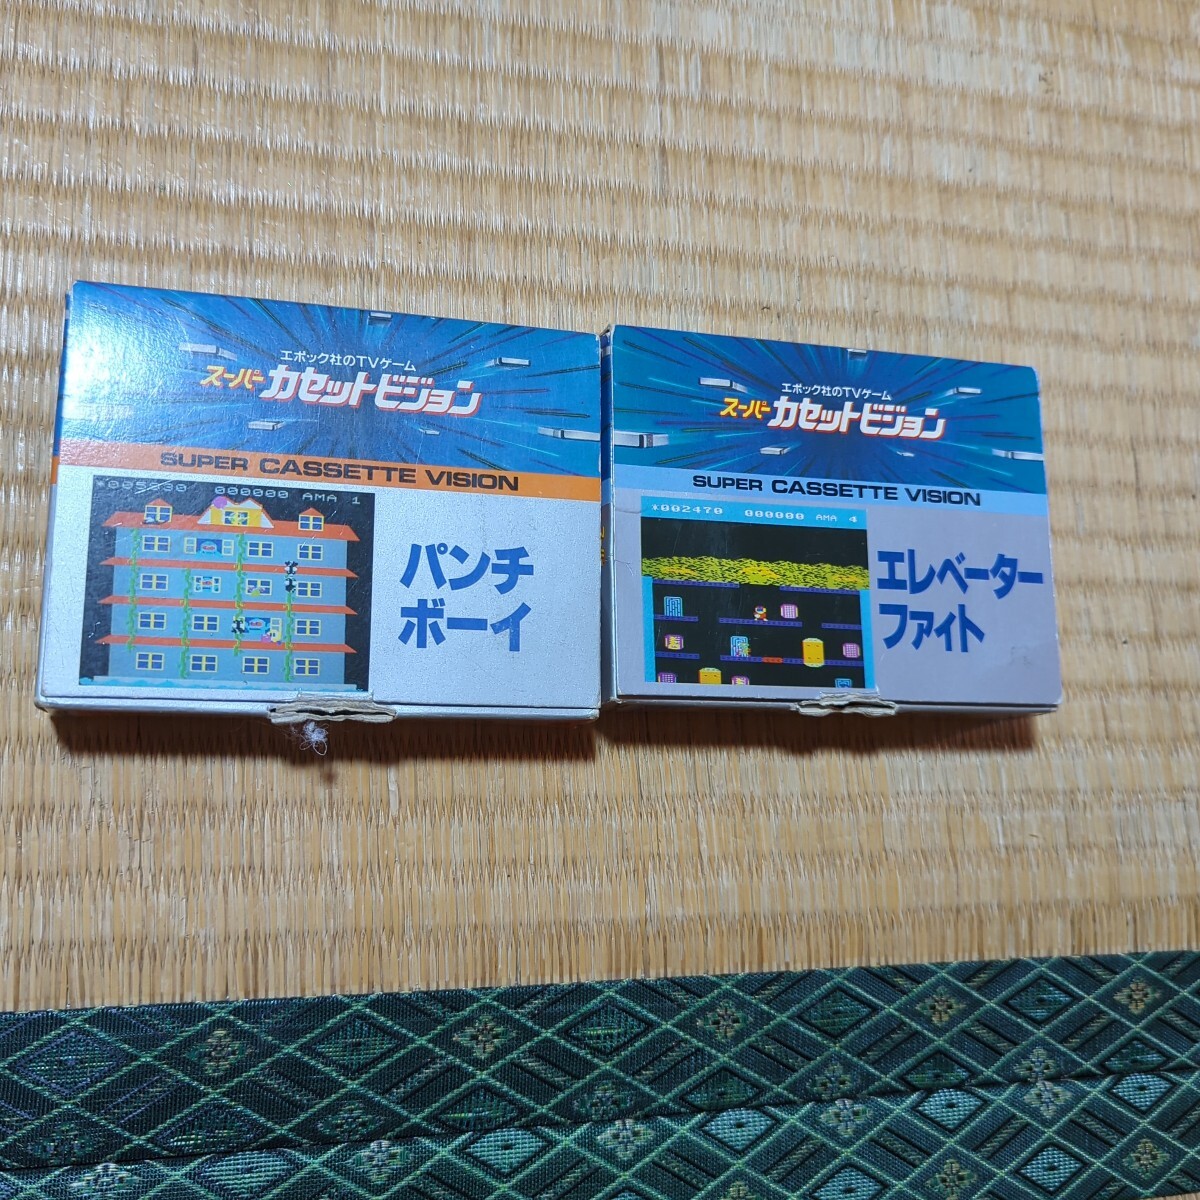 エポック社のTVゲーム
スーパーカセットビジョン
SUPER CASSETTE VISION
*005930 000000 AMA 1
パンチ
ボーイ
エポック社のTVゲーム
スーパーカセットビジョン
SUPER CASSETTE VISION
*002470 000000 AMA 4
エレベーター
ファイト